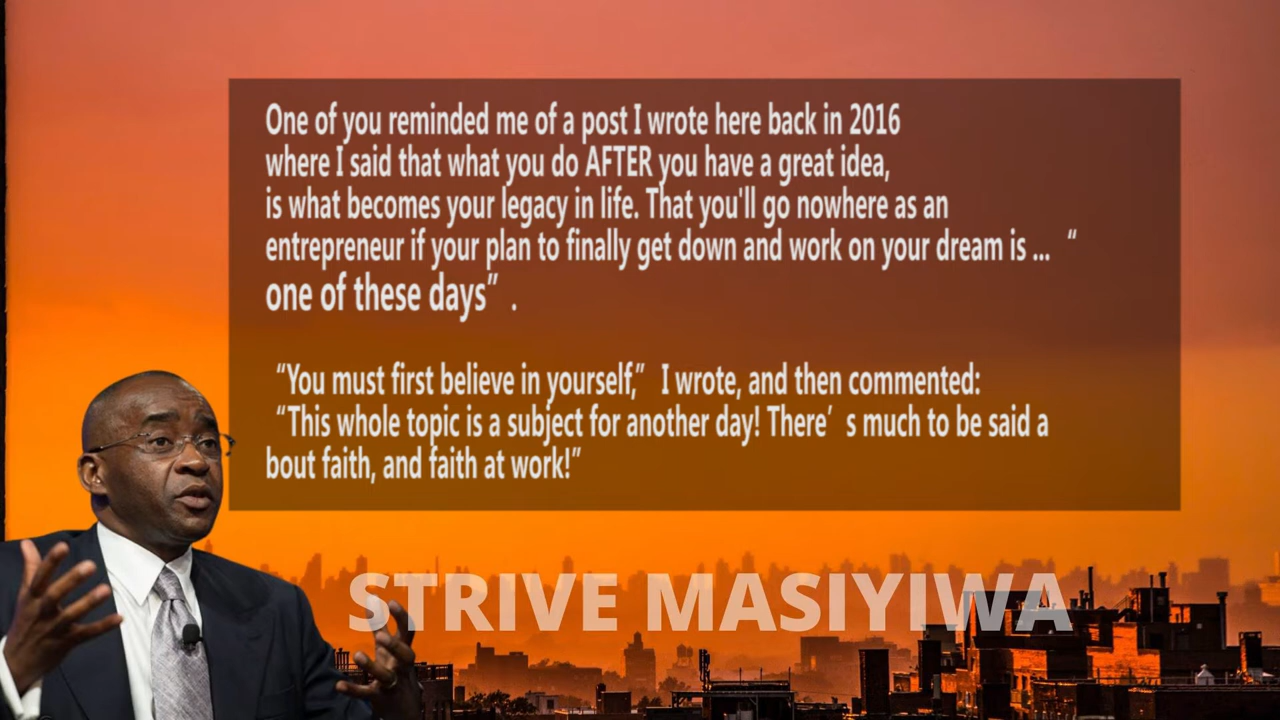 One of you reminded me of a post I wrote here back in 2016
where I said that what you do AFTER you have a great idea,
is what becomes your legacy in life. That you'll go nowhere as an
entrepreneur if your plan to finally get down and work on your dream is ... “
one of these days” .
“You must first believe in yourself,” I wrote, and then commented:
“This whole topic is a subject for another day! There’ s much to be said a
bout faith, and faith at work!”
STRIVE MASIYIWA